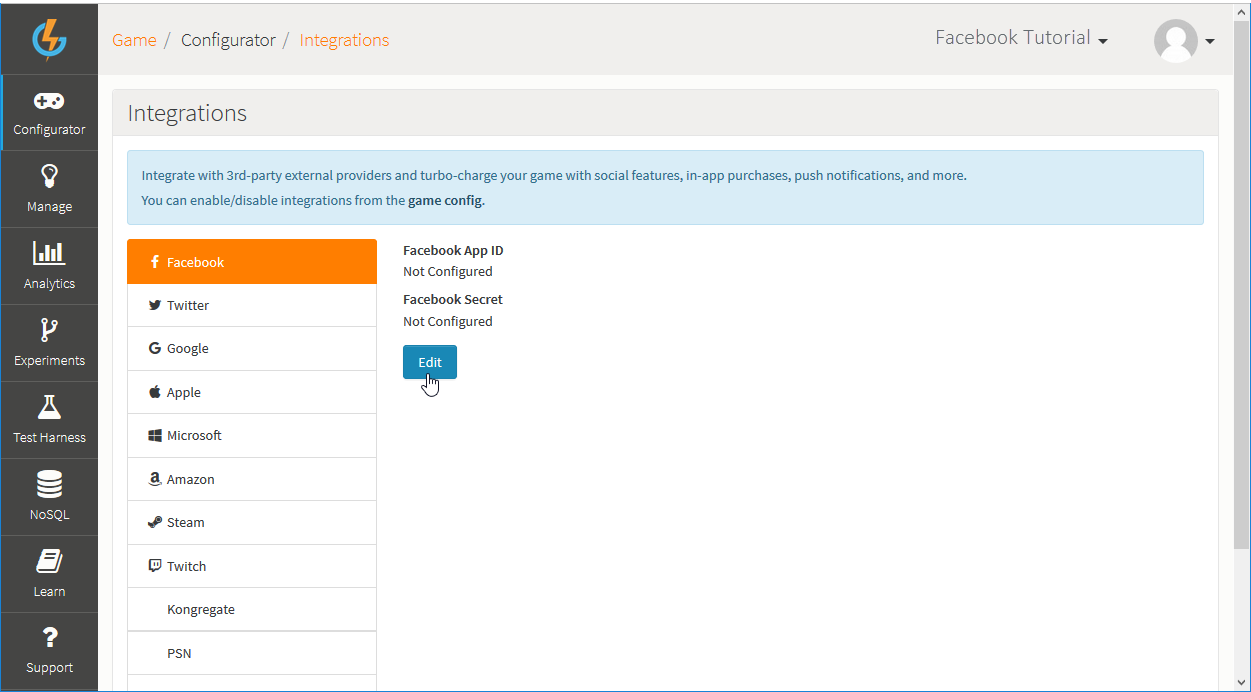 Game / Configurator / Integrations
Facebook Tutorial
Configurator
Manage
Analytics
Experiments
Test Harness
NoSQL
Learn
Support
Integrations
Integrate with 3rd-party external providers and turbo-charge your game with social features, in-app purchases, push notifications, and more.
You can enable/disable integrations from the game config.
Facebook
Twitter
Google
Apple
Microsoft
Amazon
Steam
Twitch
Kongregate
PSN
Facebook App ID
Not Configured
Facebook Secret
Not Configured
Edit